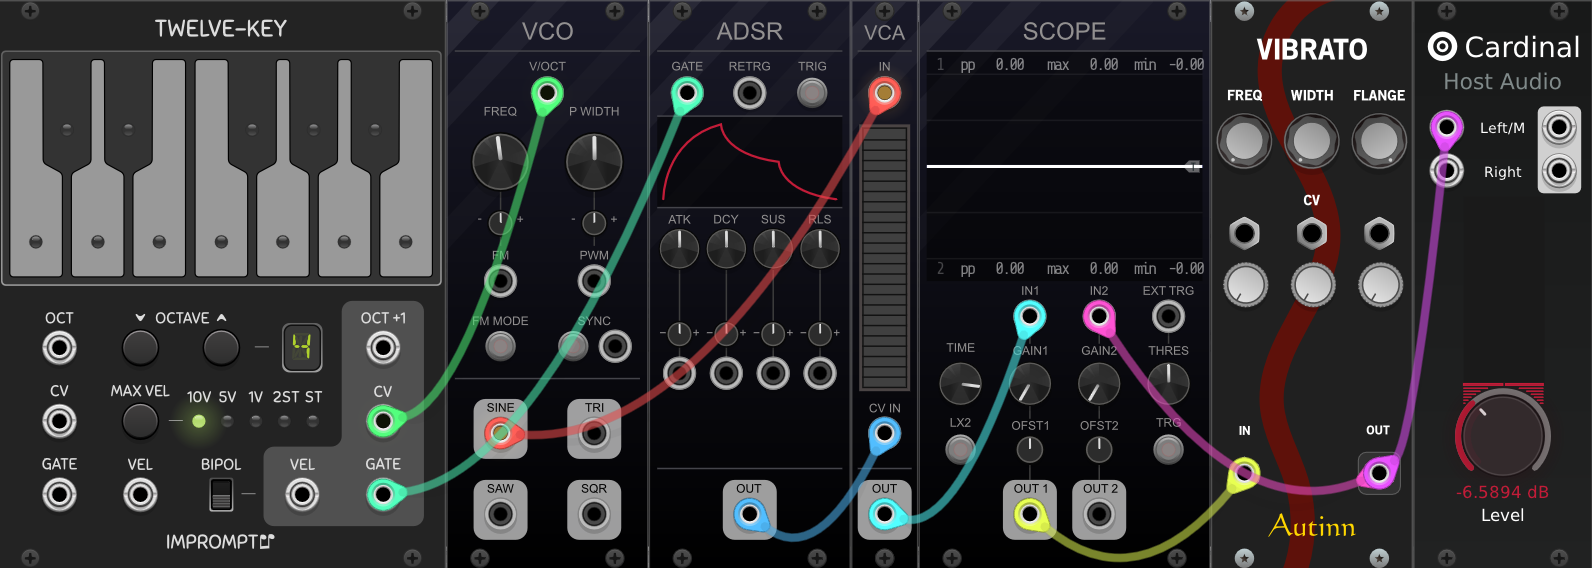 TWELVE-KEY
OCT
OCTAVE
4
OCT +1
CV
MAX VEL
10V 5V 1V 2ST ST
CV
GATE
VEL
BIPOL
VEL
GATE
IMPROMPT
VCO
V/OCT
FREQ
P WIDTH
- +
- +
FM
PWM
FM MODE
SYNC
SINE
TRI
SAW
SQR
ADSR
GATE
RETRG
TRIG
ATK
DCY
SUS
RLS
- +
- +
- +
- +
OUT
VCA
IN
CV IN
OUT
SCOPE
1 pp 0.00 max 0.00 min -0.00
2 pp 0.00 max 0.00 min -0.00
IN1
IN2
EXT TRG
TIME
GAIN1
GAIN2
THRES
1X2
OFST1
OFST2
TRG
OUT 1
OUT 2
VIBRATO
FREQ
WIDTH
FLANGE
CV
IN
OUT
Autinn
Cardinal
Host Audio
Left/M
Right
-6.5894 dB
Level